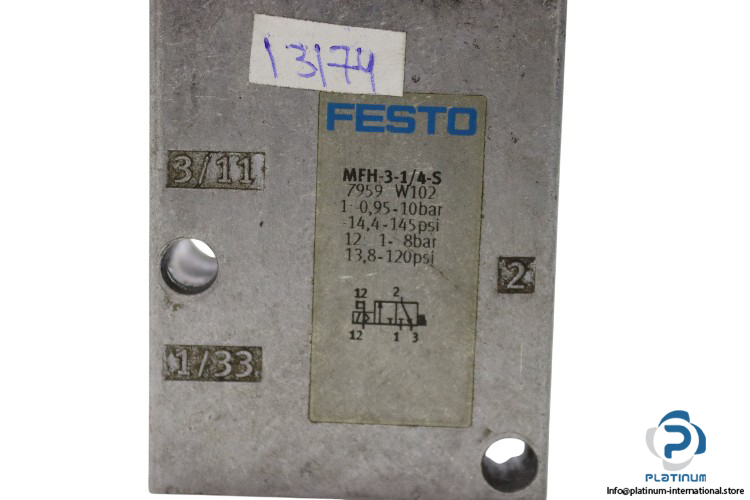 13174
FESTO
MFH-3-1/4-S
7959 W102
1: 0,95-10bar
-14,4-145psi
12: 1- 8bar
13,8-120psi
3/11
2
12 2
12 1 3
1/33
PLATINUM
Info@platinum-international.store